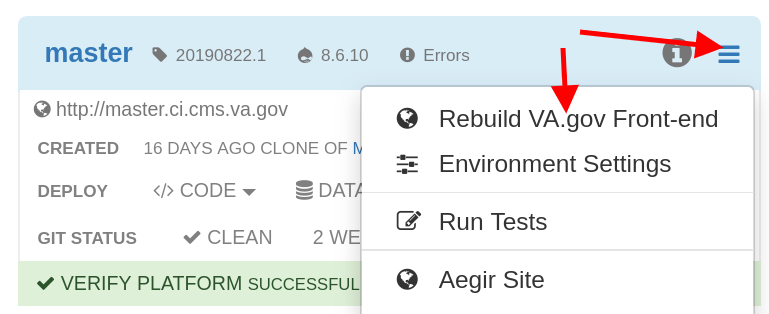 master 20190822.1 8.6.10 Errors
http://master.ci.cms.va.gov
Rebuild VA.gov Front-end
CREATED 16 DAYS AGO CLONE OF
Environment Settings
DEPLOY CODE DATA
Run Tests
GIT STATUS CLEAN 2 WE
VERIFY PLATFORM SUCCESSFUL
Aegir Site